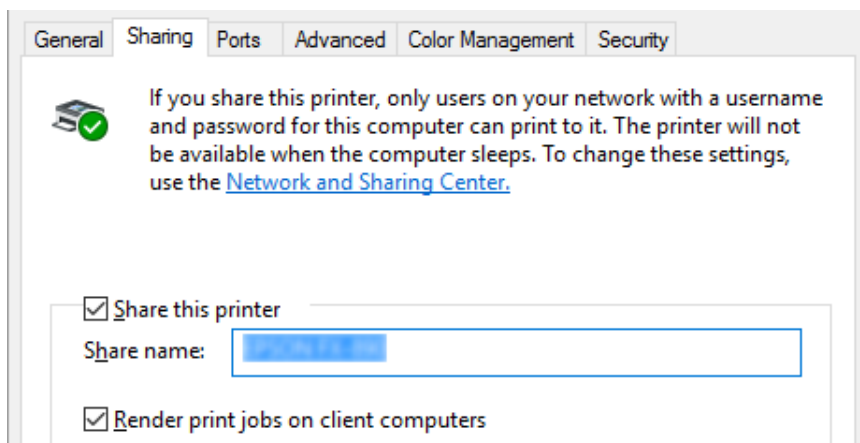 General Sharing Ports Advanced Color Management Security
If you share this printer, only users on your network with a username
and password for this computer can print to it. The printer will not
be available when the computer sleeps. To change these settings,
use the Network and Sharing Center.
Share this printer
Share name:
Render print jobs on client computers